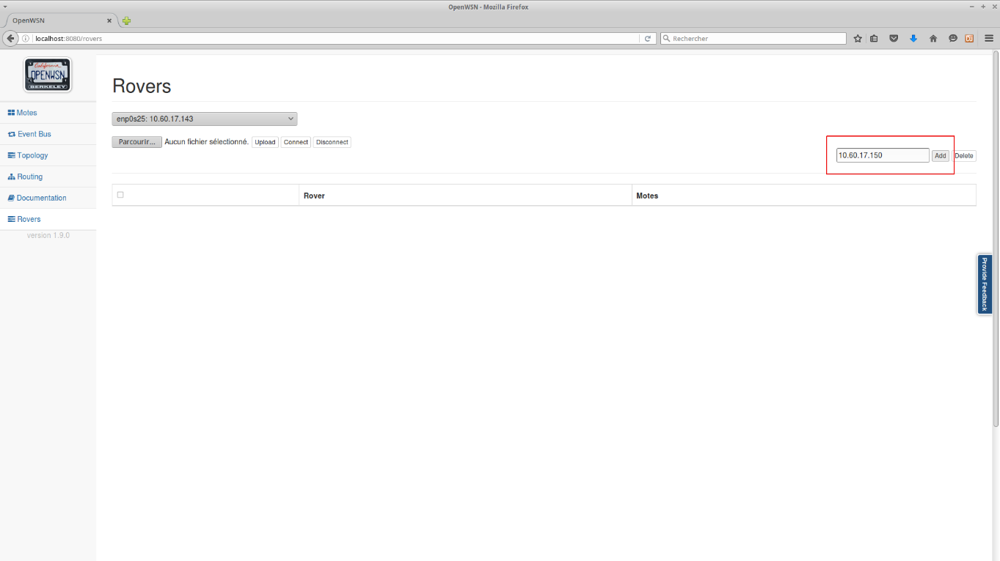 OpenWSN - Mozilla Firefox
OpenWSN
localhost:8080/rovers
Rechercher
California
OPENWSN
BERKELEY
Motes
Event Bus
Topology
Routing
Documentation
Rovers
version 1.9.0
Rovers
enp0s25: 10.60.17.143
Parcourir... Aucun fichier sélectionné. Upload Connect Disconnect
10.60.17.150 Add Delete
Rover Motes
Provide Feedback